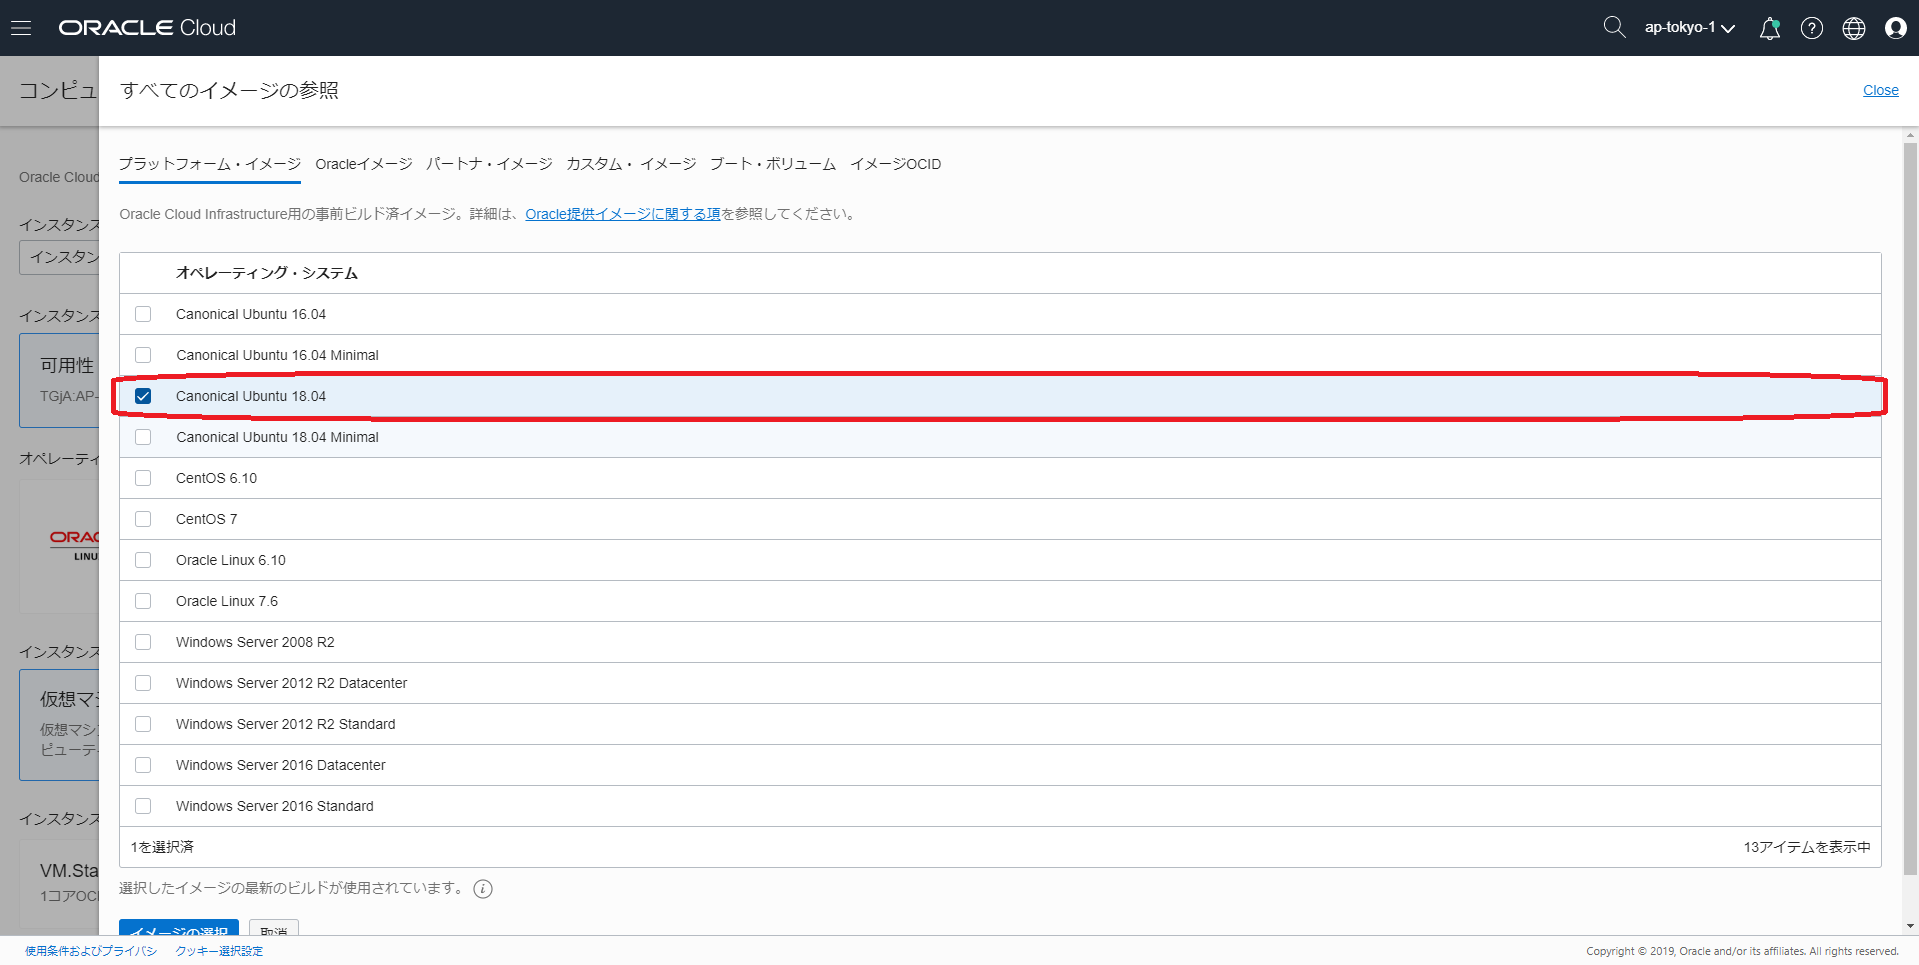 ORACLE Cloud
ap-tokyo-1
コンピュ
すべてのイメージの参照
Close
プラットフォーム・イメージ Oracleイメージ パートナ・イメージ カスタム・ イメージ ブート・ボリューム イメージOCID
Oracle Cloud
Oracle Cloud Infrastructure用の事前ビルド済イメージ。詳細は、Oracle提供イメージに関する項を参照してください。
インスタンス
インスタン
オペレーティング・システム
Canonical Ubuntu 16.04
インスタンス
Canonical Ubuntu 16.04 Minimal
可用性
TGjA:AP-
Canonical Ubuntu 18.04
Canonical Ubuntu 18.04 Minimal
オペレーティ
CentOS 6.10
CentOS 7
ORAC
LINU
Oracle Linux 6.10
Oracle Linux 7.6
Windows Server 2008 R2
インスタンス
Windows Server 2012 R2 Datacenter
仮想マシ
仮想マシ
ピューテ
Windows Server 2012 R2 Standard
Windows Server 2016 Datacenter
Windows Server 2016 Standard
インスタンス
1を選択済
13アイテムを表示中
VM.Sta
1コアOC
選択したイメージの最新のビルドが使用されています。
イメージの選択 取消
使用条件およびプライバシ クッキー選択設定
Copyright © 2019, Oracle and/or its affiliates. All rights reserved.